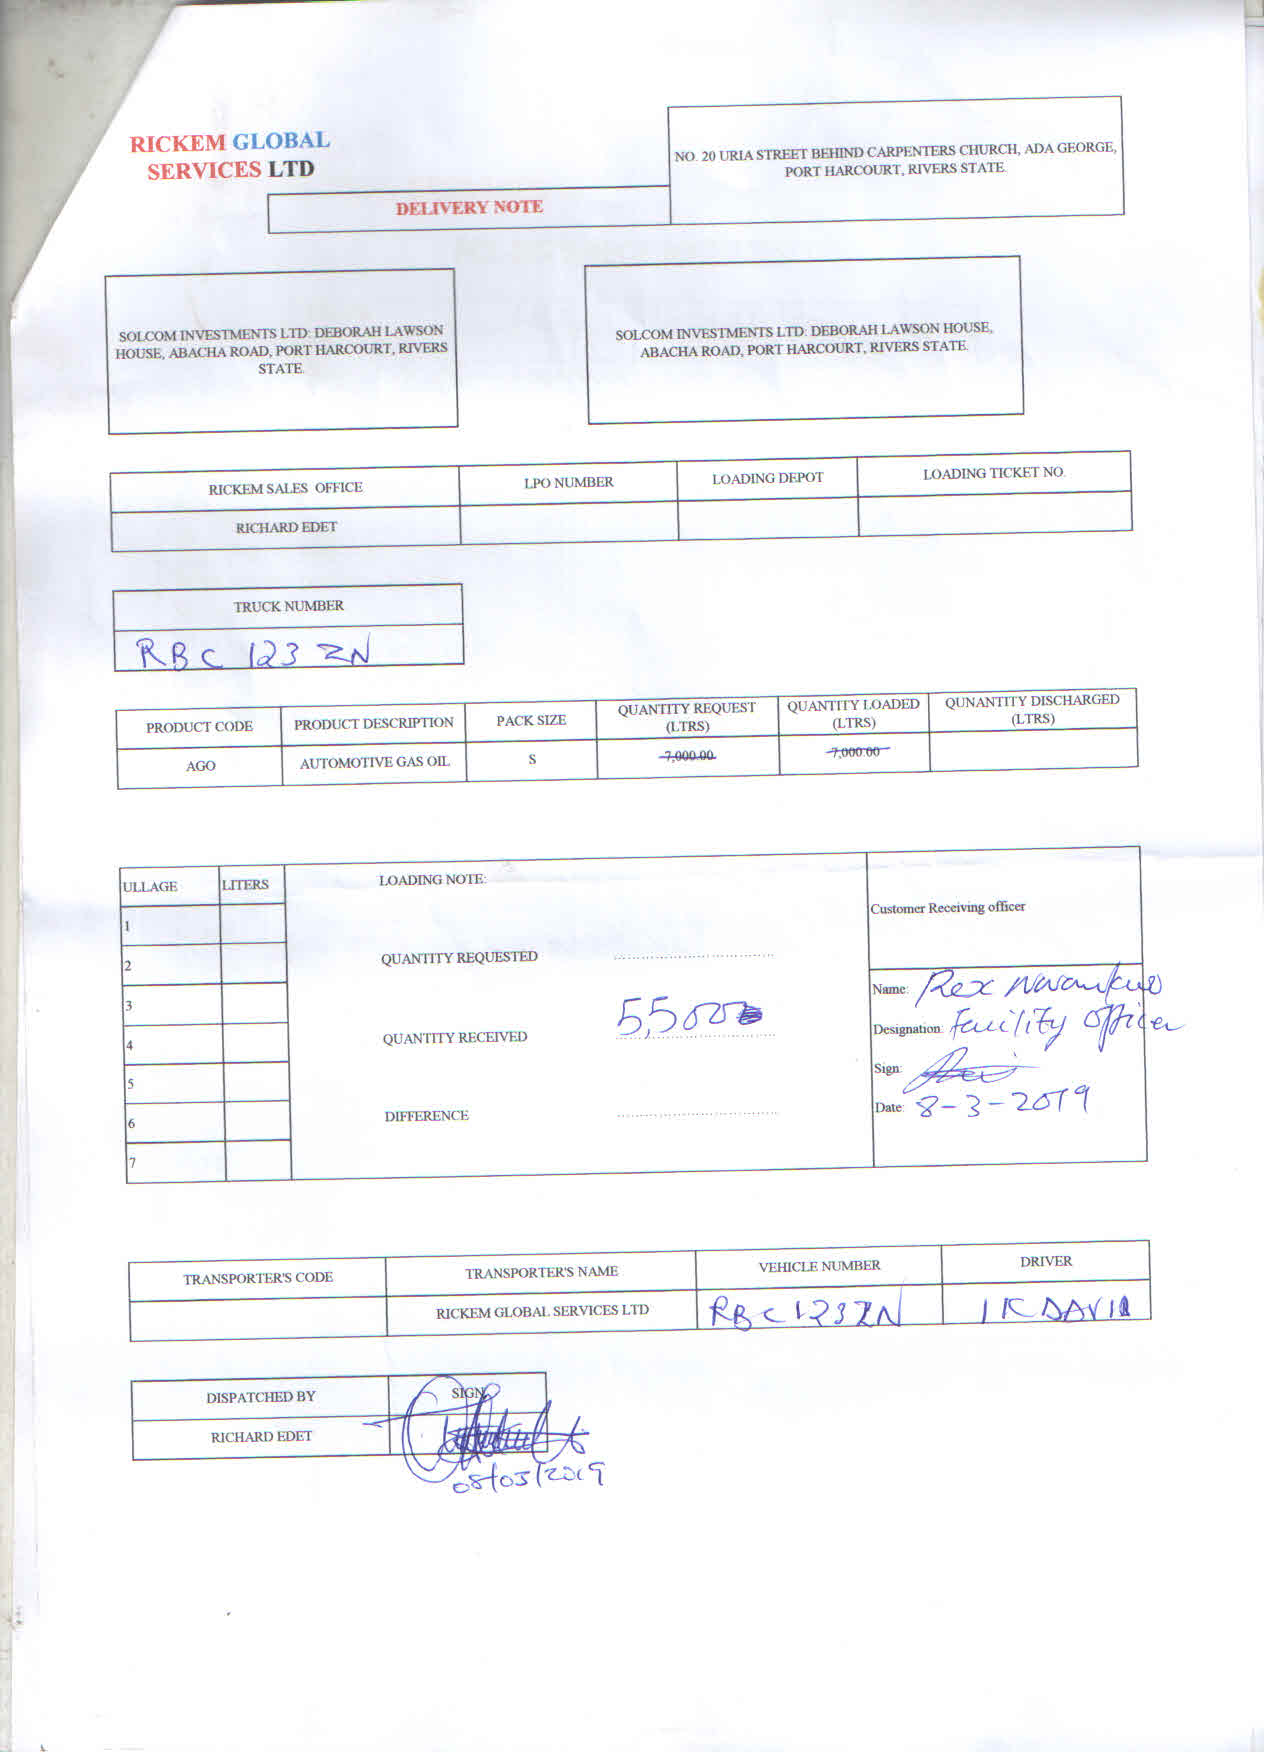 RICKEM GLOBAL
SERVICES LTD
NO. 20 URIA STREET BEHIND CARPENTERS CHURCH, ADA GEORGE,
PORT HARCOURT, RIVERS STATE.
DELIVERY NOTE
SOLCOM INVESTMENTS LTD: DEBORAH LAWSON
HOUSE, ABACHA ROAD, PORT HARCOURT, RIVERS
STATE.
SOLCOM INVESTMENTS LTD: DEBORAH LAWSON HOUSE,
ABACHA ROAD, PORT HARCOURT, RIVERS STATE.
RICKEM SALES OFFICE LPO NUMBER LOADING DEPOT LOADING TICKET NO.
RICHARD EDET
TRUCK NUMBER
RBC 123 ZN
PRODUCT CODE PRODUCT DESCRIPTION PACK SIZE QUANTITY REQUEST (LTRS) QUANTITY LOADED (LTRS) QUNANTITY DISCHARGED (LTRS)
AGO AUTOMOTIVE GAS OIL S 7,000.00 7,000.00
ULLAGE LITERS
1
2
3
4
5
6
7
LOADING NOTE:
QUANTITY REQUESTED
QUANTITY RECEIVED
DIFFERENCE
Customer Receiving officer
Name: Rex
Designation: Facility Officer
Sign:
Date: 8-3-2019
TRANSPORTER'S CODE TRANSPORTER'S NAME VEHICLE NUMBER DRIVER
RICKEM GLOBAL SERVICES LTD RBC 123 ZN IK DAVID
DISPATCHED BY SIGN
RICHARD EDET
08/03/2019